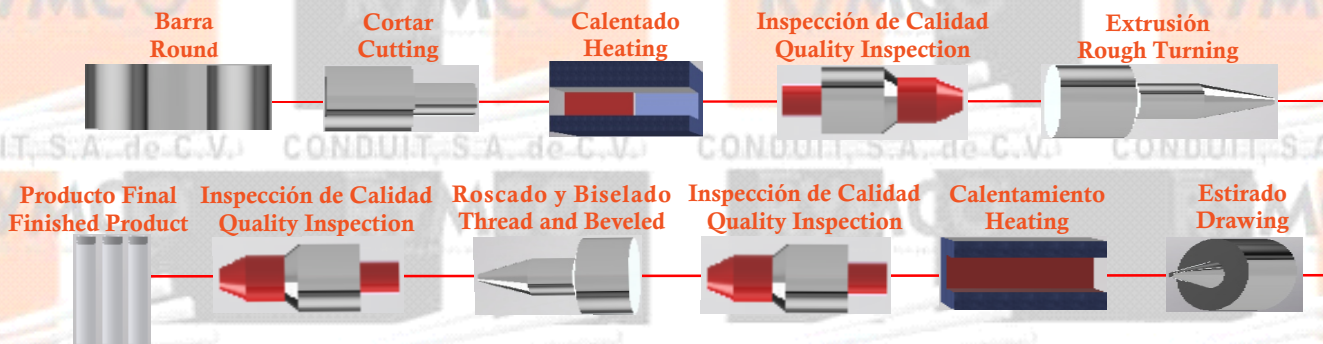 Barra
Round
Cortar
Cutting
Calentado
Heating
Inspección de Calidad
Quality Inspection
Extrusión
Rough Turning
CONDUIT, S.A. de C.V.
CONDUIT, S.A. de C.V.
Producto Final
Finished Product
Inspección de Calidad
Quality Inspection
Roscado y Biselado
Thread and Beveled
Inspección de Calidad
Quality Inspection
Calentamiento
Heating
Estirado
Drawing